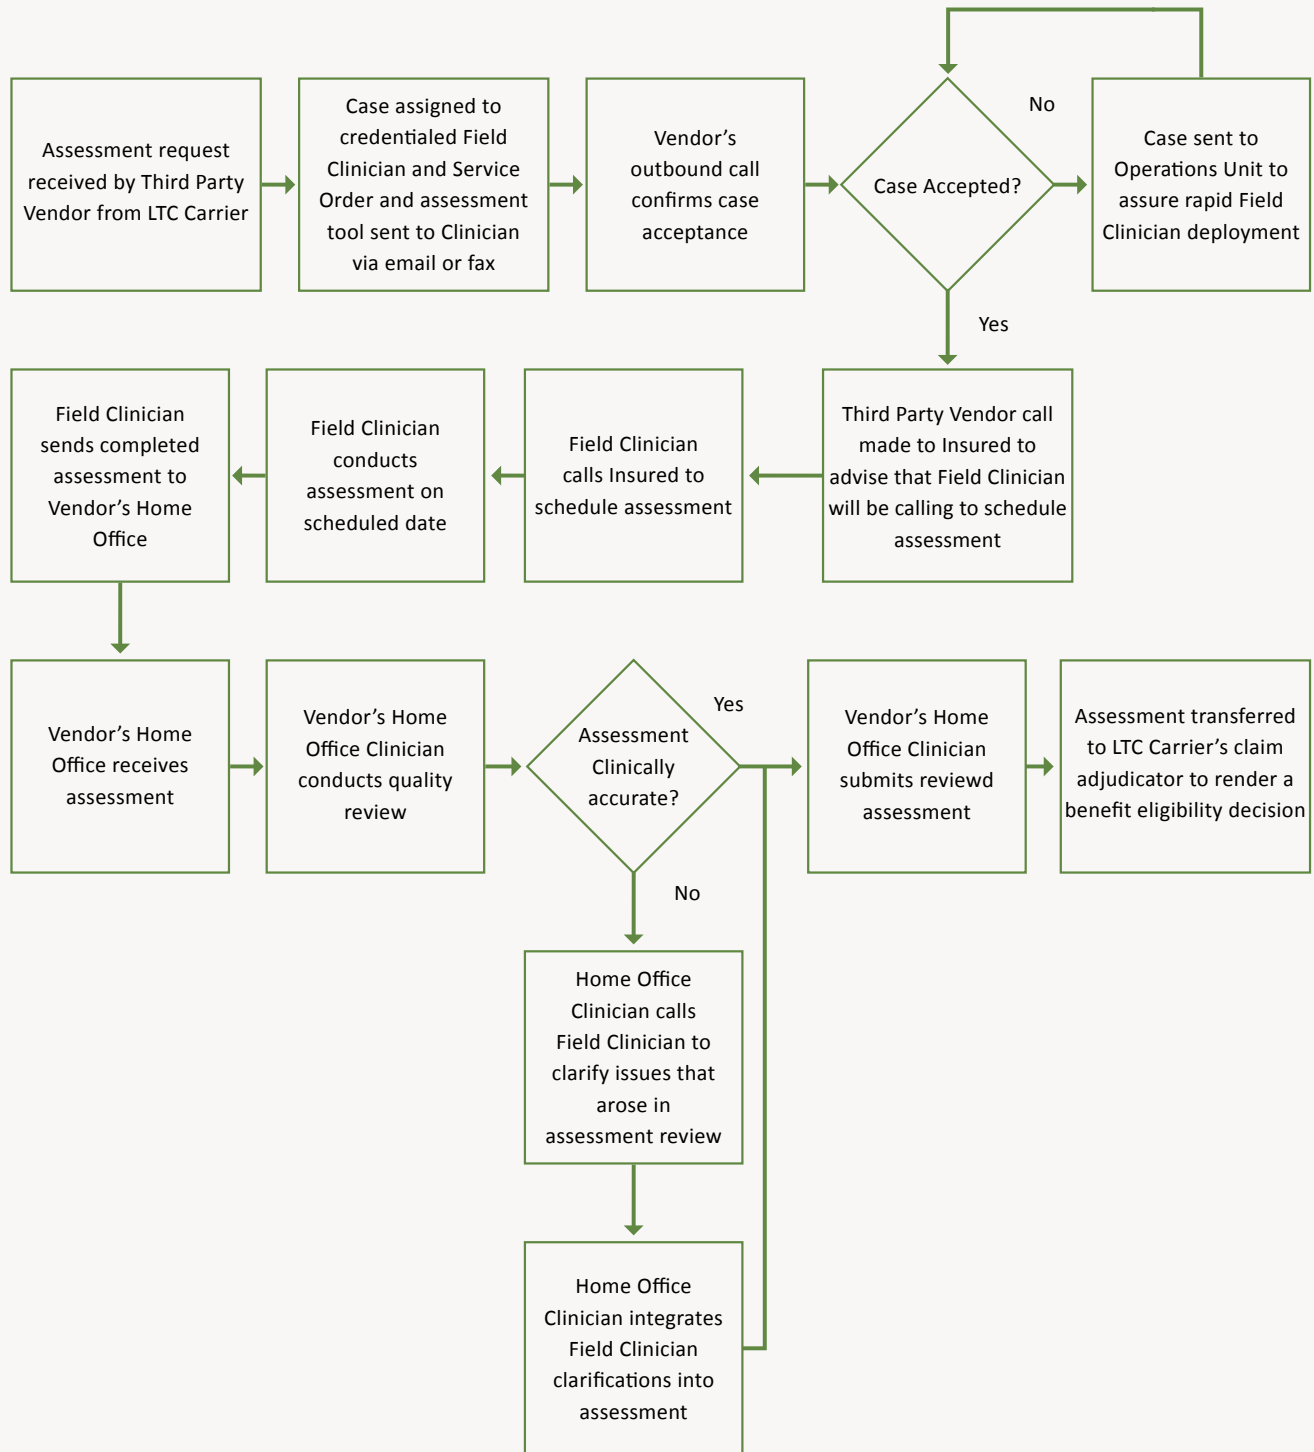 Assessment request
received by Third Party
Vendor from LTC Carrier
Case assigned to
credentialed Field
Clinician and Service
Order and assessment
tool sent to Clinician
via email or fax
Vendor’s
outbound call
confirms case
acceptance
Case Accepted?
No
Case sent to
Operations Unit to
assure rapid Field
Clinician deployment
Yes
Third Party Vendor call
made to Insured to
advise that Field Clinician
will be calling to schedule
assessment
Field Clinician
calls Insured to
schedule assessment
Field Clinician
conducts
assessment on
scheduled date
Field Clinician
sends completed
assessment to
Vendor’s Home
Office
Vendor’s Home
Office receives
assessment
Vendor’s Home
Office Clinician
conducts quality
review
Assessment
Clinically
accurate?
Yes
Vendor’s Home
Office Clinician
submits reviewd
assessment
Assessment transferred
to LTC Carrier’s claim
adjudicator to render a
benefit eligibility decision
No
Home Office
Clinician calls
Field Clinician to
clarify issues that
arose in
assessment review
Home Office
Clinician integrates
Field Clinician
clarifications into
assessment